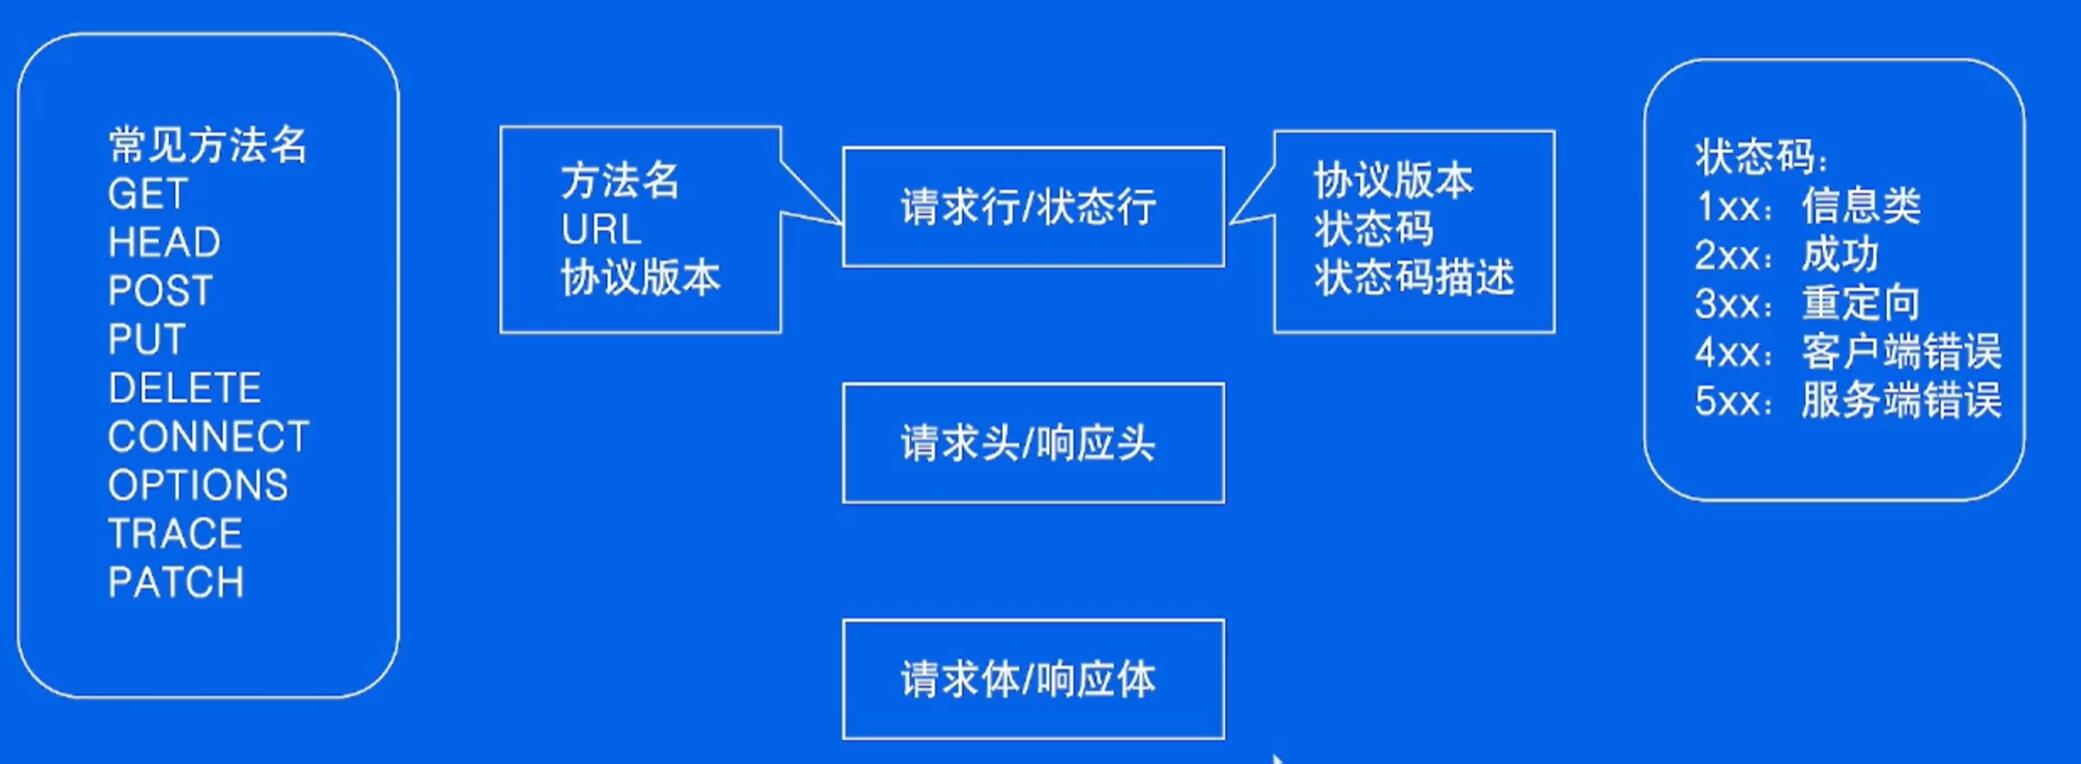 常见方法名
GET
HEAD
POST
PUT
DELETE
CONNECT
OPTIONS
TRACE
PATCH
方法名
URL
协议版本
请求行/状态行
协议版本
状态码
状态码描述
请求头/响应头
请求体/响应体
状态码：
1xx： 信息类
2xx： 成功
3xx： 重定向
4xx： 客户端错误
5xx： 服务端错误